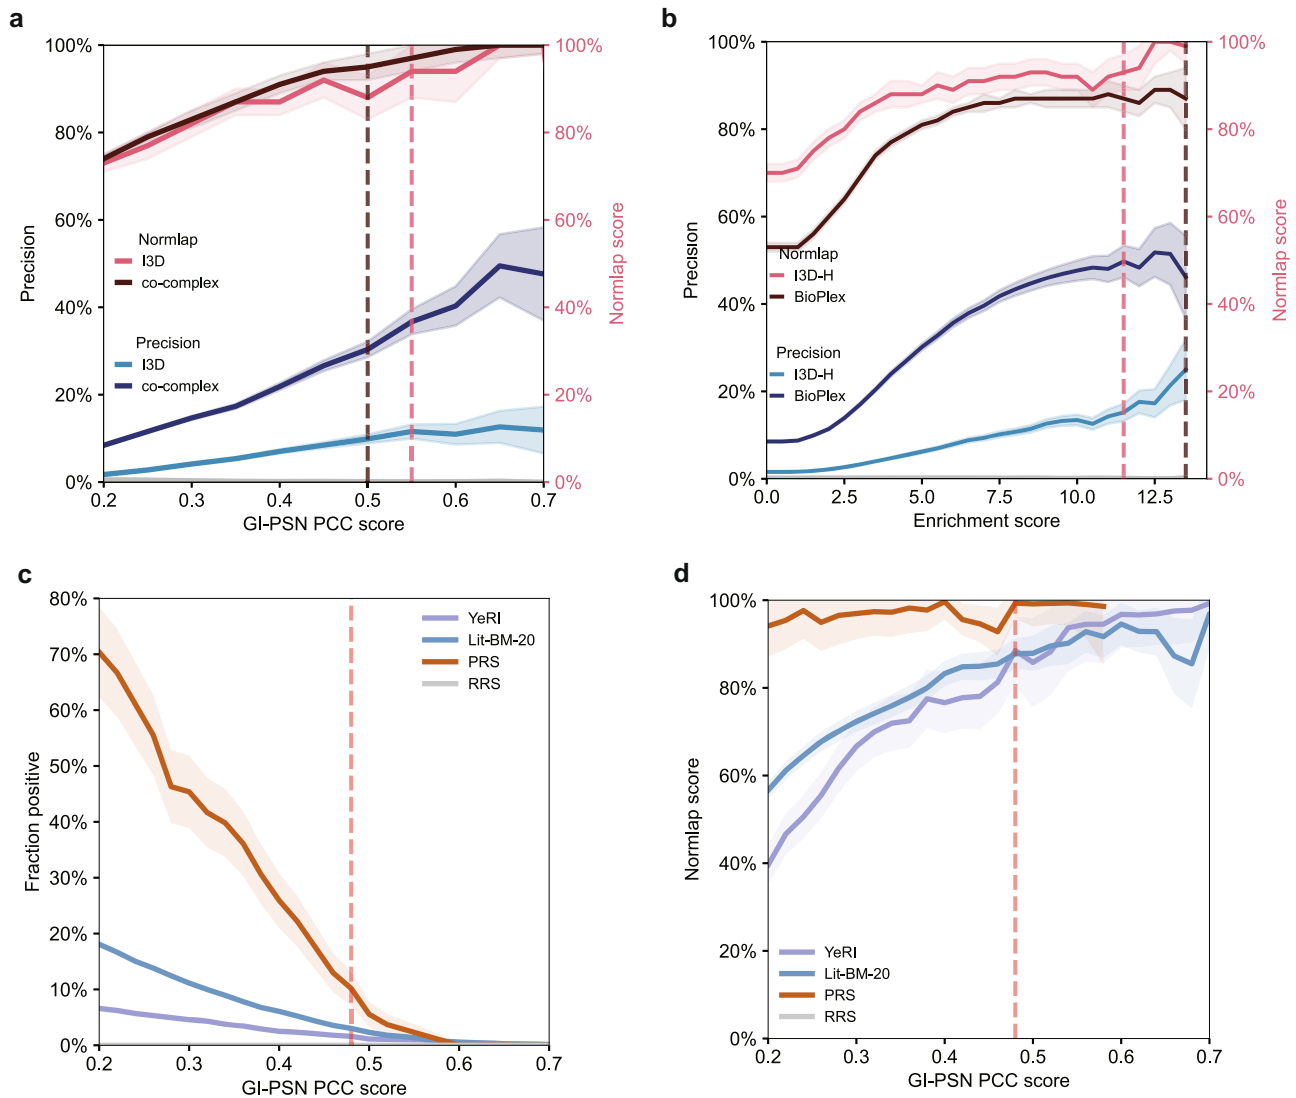 a
100%
80%
60%
40%
20%
0%
Precision
100%
80%
60%
40%
20%
0%
Normlap score
Normlap
I3D
co-complex
Precision
I3D
co-complex
0.2
0.3
0.4
0.5
0.6
0.7
GI-PSN PCC score
b
100%
80%
60%
40%
20%
0%
Precision
100%
80%
60%
40%
20%
0%
Normlap score
Normlap
I3D-H
BioPlex
Precision
I3D-H
BioPlex
0.0
2.5
5.0
7.5
10.0
12.5
Enrichment score
c
80%
70%
60%
50%
40%
30%
20%
10%
0%
Fraction positive
YeRI
Lit-BM-20
PRS
RRS
0.2
0.3
0.4
0.5
0.6
0.7
GI-PSN PCC score
d
100%
80%
60%
40%
20%
0%
Normlap score
YeRI
Lit-BM-20
PRS
RRS
0.2
0.3
0.4
0.5
0.6
0.7
GI-PSN PCC score